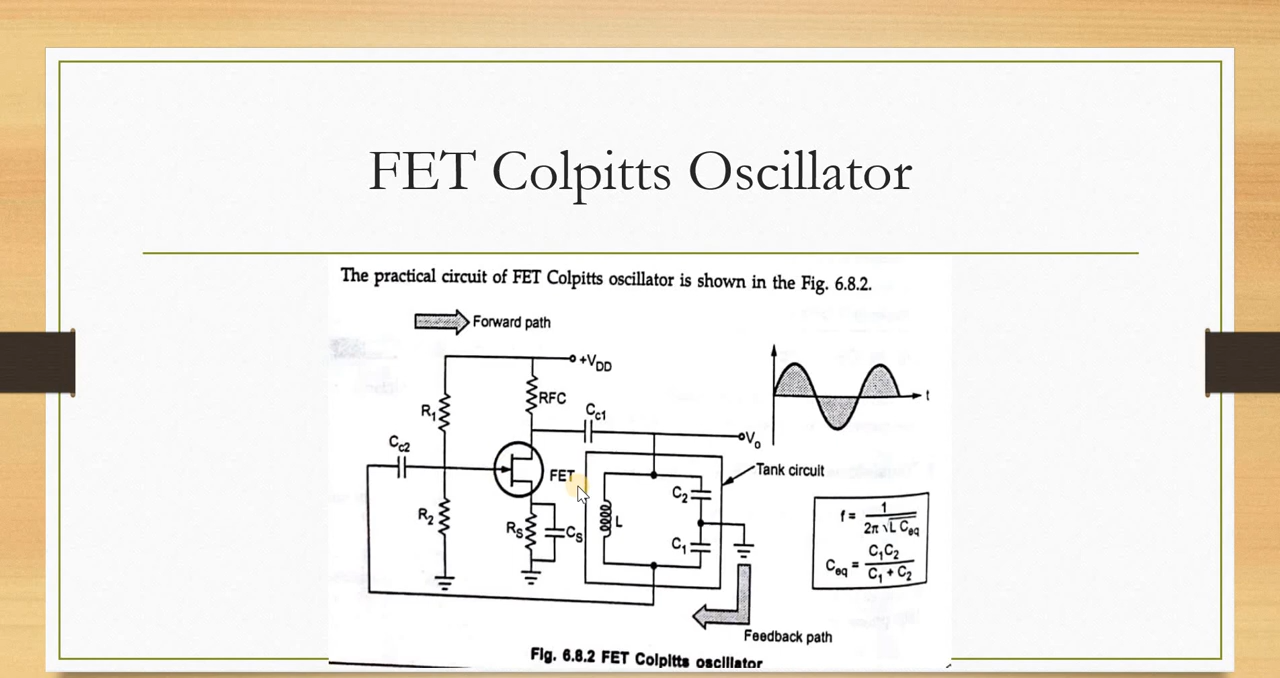 FET Colpitts Oscillator
The practical circuit of FET Colpitts oscillator is shown in the Fig. 6.8.2.
Forward path
+VDD
RFC
R1
Cc1
Cc2
Vo
t
FET
Tank circuit
C2
L
R2
RS
CS
C1
f = 1 / 2π √L Ceq
Ceq = C1C2 / C1 + C2
Feedback path
Fig. 6.8.2 FET Colpitts oscillator